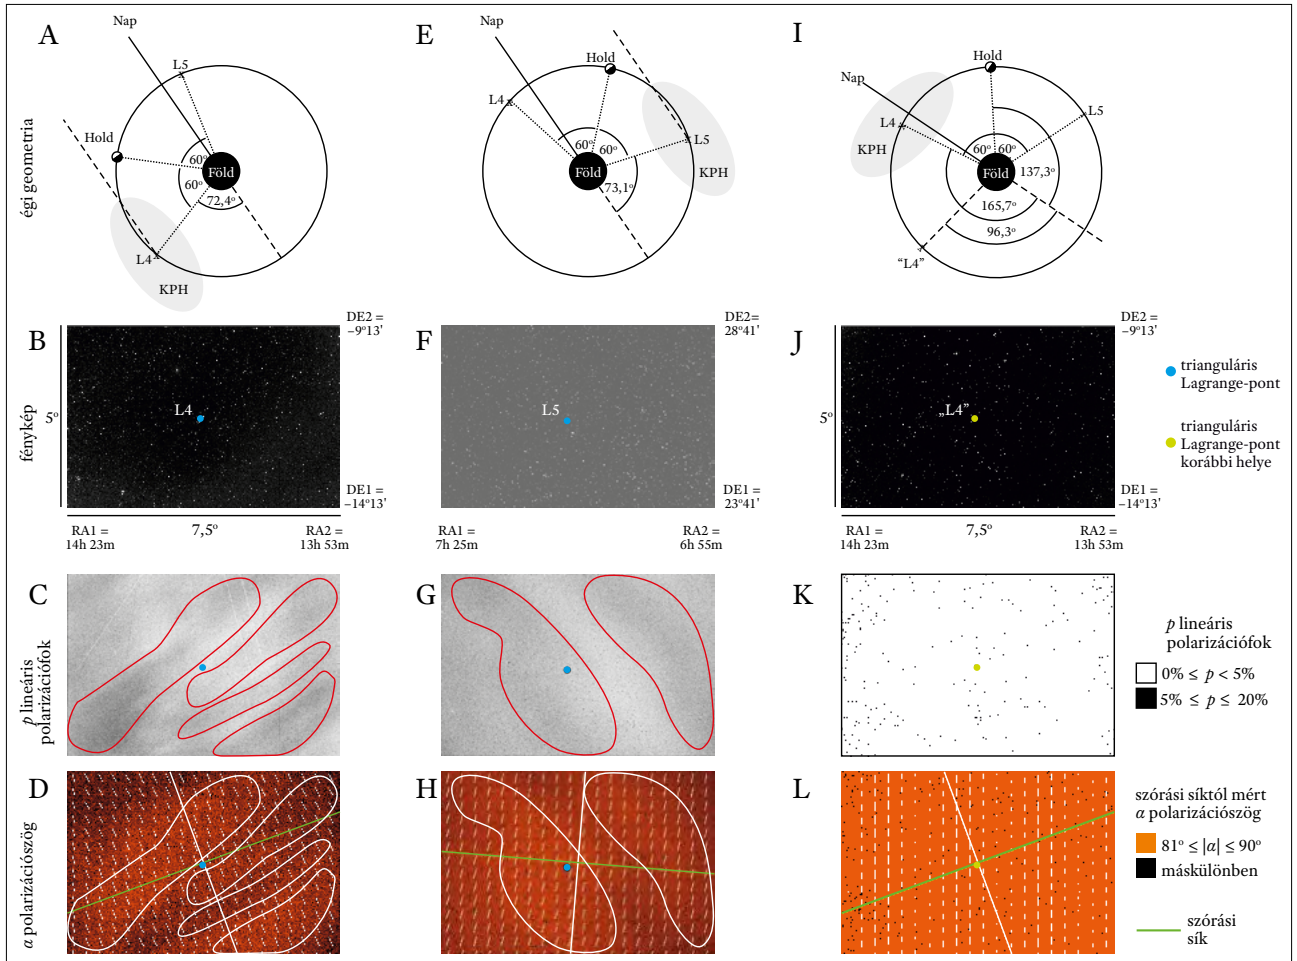 A
Nap
L5
Hold
60°
60°
Föld
72,4°
L4
KPH
E
Nap
Hold
L4
60°
60°
L5
Föld
73,1°
KPH
I
Hold
Nap
L4
L5
KPH
60°
60°
Föld
137,3°
165,7°
96,3°
“L4”
égi geometria
B
L4
5°
DE2 =
–9°13'
DE1 =
–14°13'
RA1 =
14h 23m
7,5°
RA2 =
13h 53m
F
L5
DE2=
28°41'
DE1 =
23°41'
RA1 =
7h 25m
RA2 =
6h 55m
J
„L4”
5°
DE2 =
–9°13'
DE1 =
–14°13'
RA1 =
14h 23m
7,5°
RA2 =
13h 53m
fénykép
trianguláris
Lagrange-pont
trianguláris
Lagrange-pont
korábbi helye
C
G
K
p lineáris
polarizációfok
p lineáris
polarizációfok
0% ≤ p < 5%
5% ≤ p ≤ 20%
D
H
L
α polarizációszög
szórási síktól mért
α polarizációszög
81° ≤ |α| ≤ 90°
máskülönben
szórási
sík